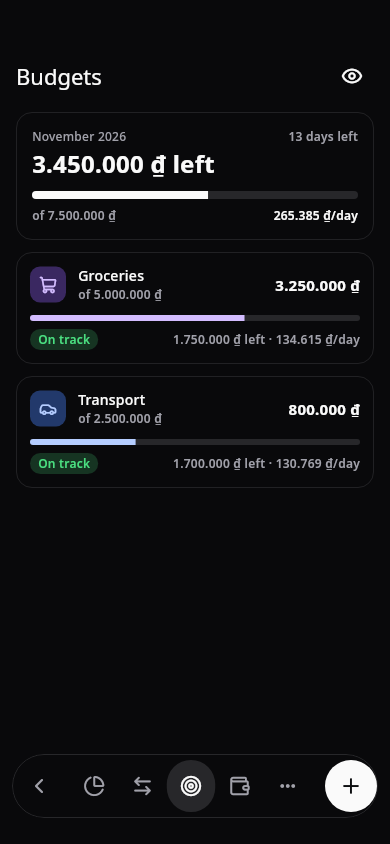 Budgets
November 2026
13 days left
3.450.000 ₫ left
of 7.500.000 ₫
265.385 ₫/day
Groceries
of 5.000.000 ₫
3.250.000 ₫
On track
1.750.000 ₫ left · 134.615 ₫/day
Transport
of 2.500.000 ₫
800.000 ₫
On track
1.700.000 ₫ left · 130.769 ₫/day